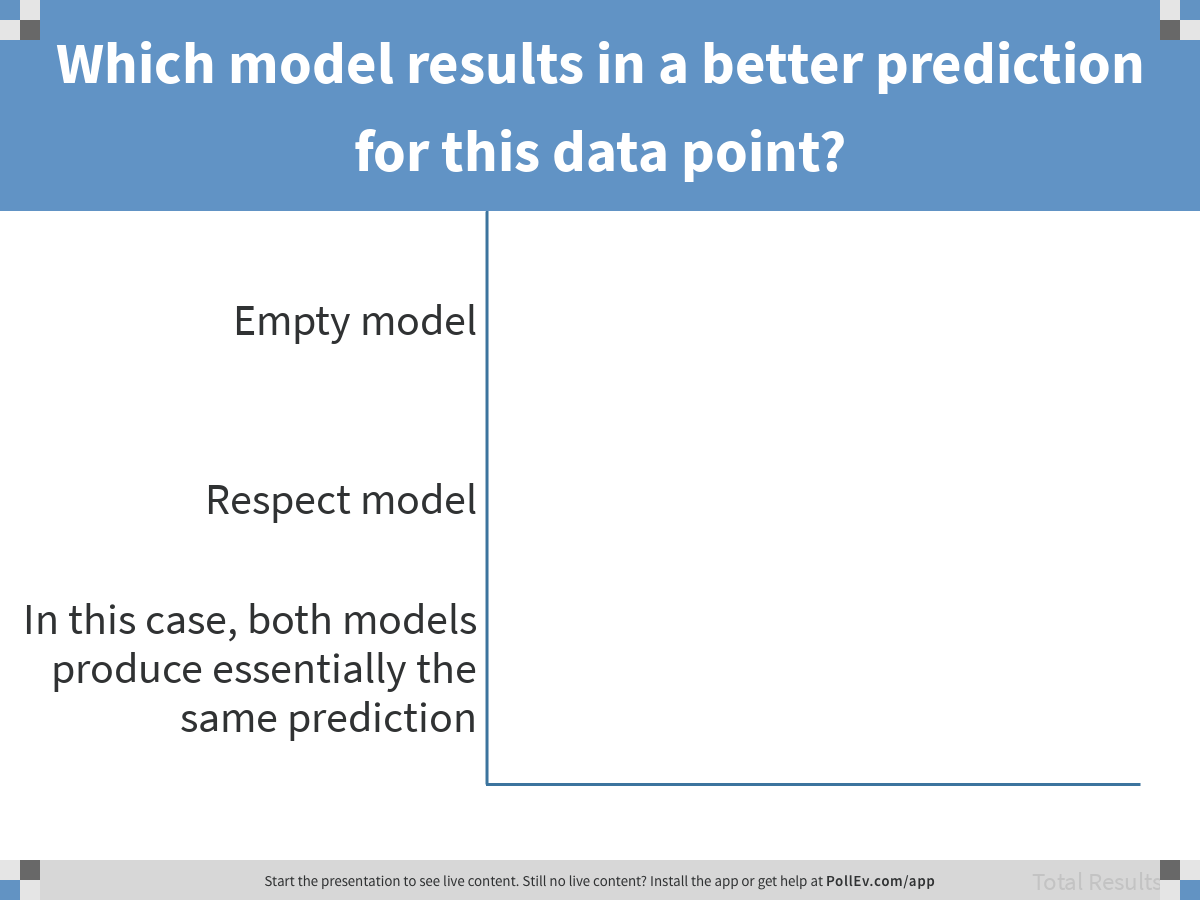 Which model results in a better prediction
for this data point?
Empty model
Respect model
In this case, both models
produce essentially the
same prediction
Start the presentation to see live content. Still no live content? Install the app or get help at PollEv.com/app
Total Results